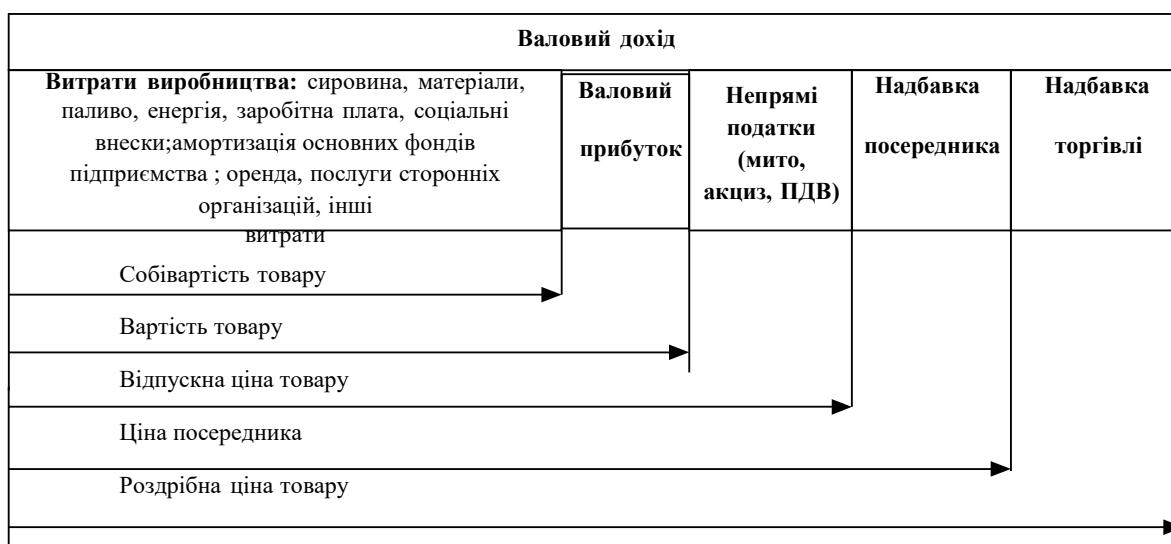 Валовий дохід
Витрати виробництва: сировина, матеріали,
паливо, енергія, заробітна плата, соціальні
внески;амортизація основних фондів
підприємства ; оренда, послуги сторонніх
організацій, інші
витрати
Валовий
прибуток
Непрямі
податки
(мито,
акциз, ПДВ)
Надбавка
посередника
Надбавка
торгівлі
Собівартість товару
Вартість товару
Відпускна ціна товару
Ціна посередника
Роздрібна ціна товару